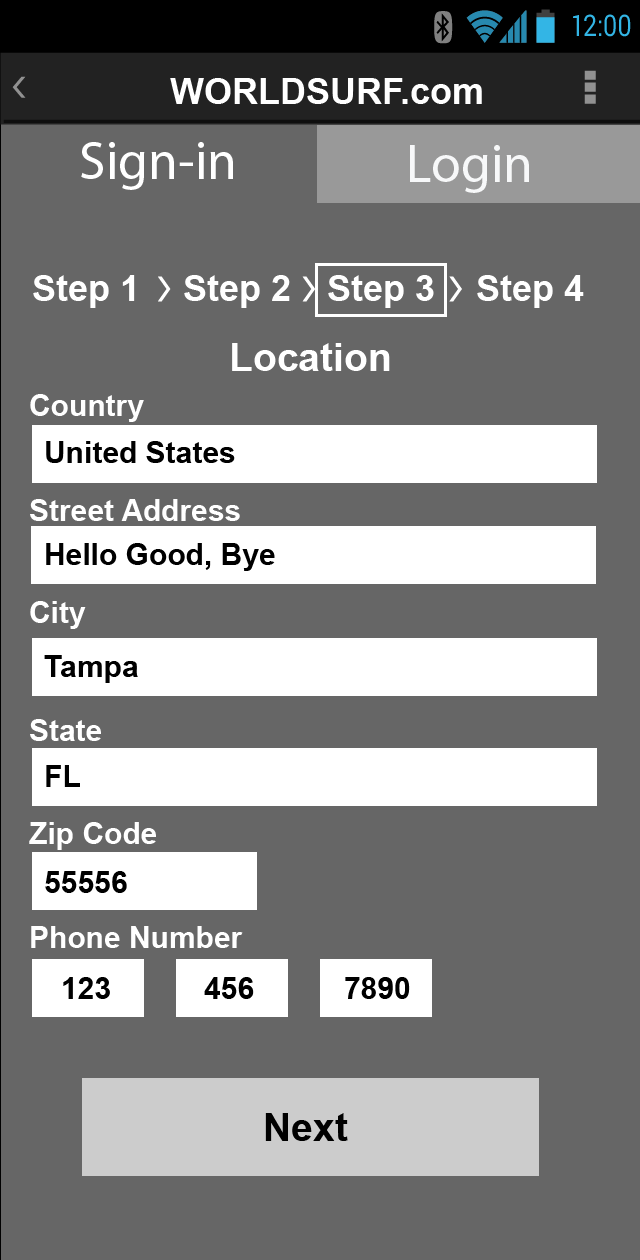 12:00
WORLDSURF.com
Sign-in Login
Step 1 > Step 2 > Step 3 > Step 4
Location
Country
United States
Street Address
Hello Good, Bye
City
Tampa
State
FL
Zip Code
55556
Phone Number
123 456 7890
Next